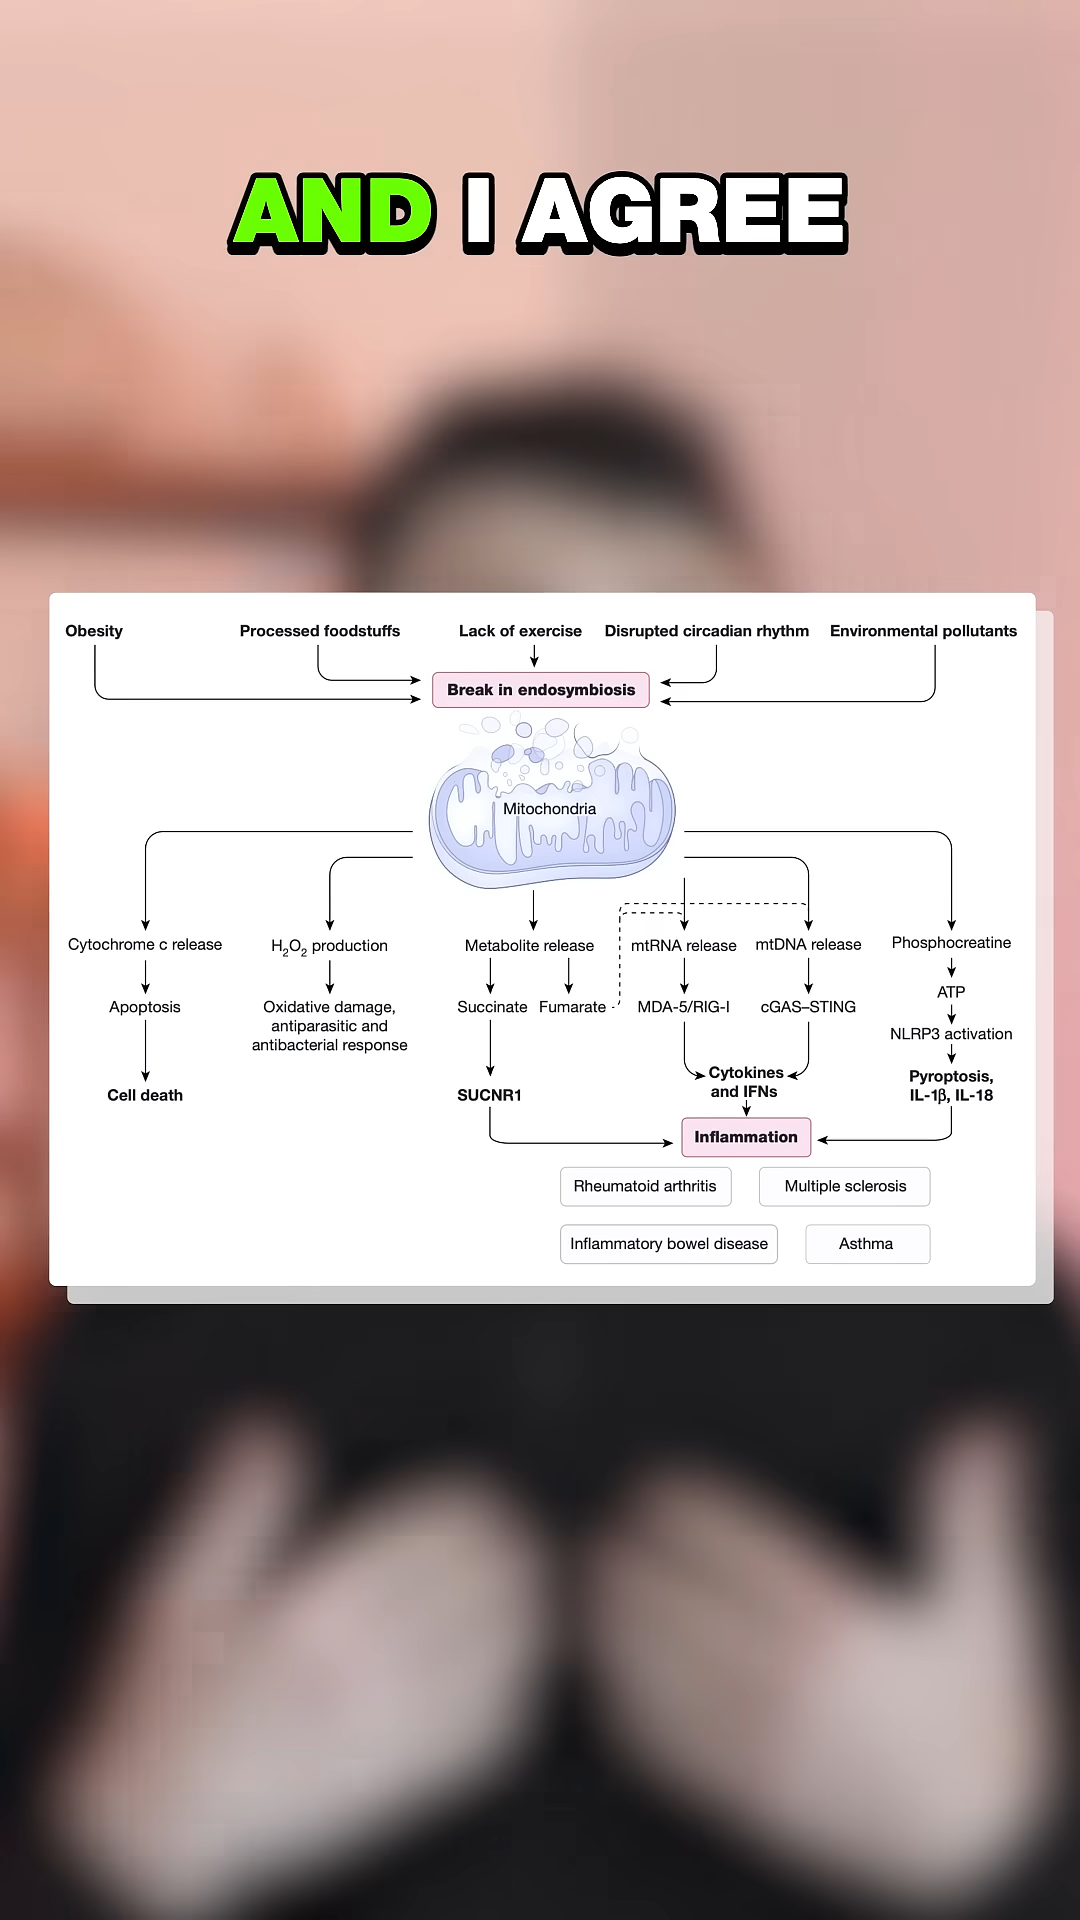 AND I AGREE
Obesity
Processed foodstuffs
Lack of exercise
Disrupted circadian rhythm
Environmental pollutants
Break in endosymbiosis
Mitochondria
Cytochrome c release
H₂O₂ production
Metabolite release
mtRNA release
mtDNA release
Phosphocreatine
Apoptosis
Oxidative damage,
antiparasitic and
antibacterial response
Succinate
Fumarate
MDA-5/RIG-I
cGAS–STING
ATP
NLRP3 activation
Cell death
SUCNR1
Cytokines
and IFNs
Pyroptosis,
IL-1β, IL-18
Inflammation
Rheumatoid arthritis
Multiple sclerosis
Inflammatory bowel disease
Asthma